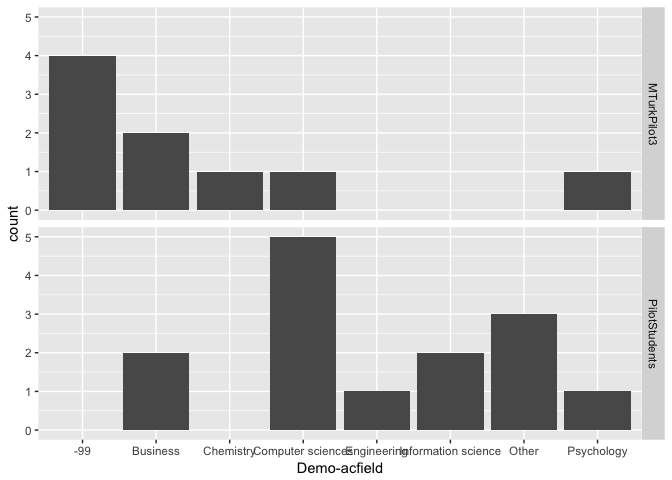 5
4
3
2
1
0
MTurkPilot3
count
5
4
3
2
1
0
PilotStudents
-99 Business Chemistry Computer sciences Engineering Information science Other Psychology
Demo-acfield